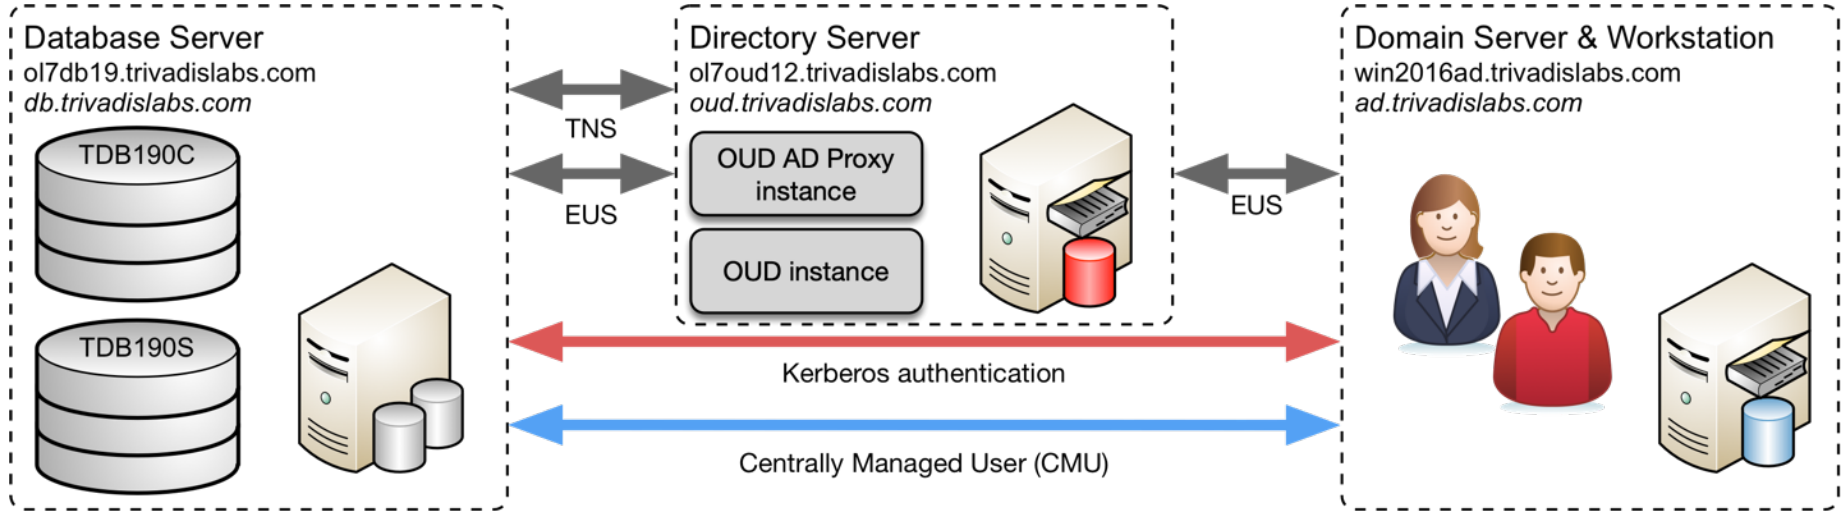 Database Server
ol7db19.trivadislabs.com
db.trivadislabs.com
TDB190C
TDB190S
TNS
EUS
Directory Server
ol7oud12.trivadislabs.com
oud.trivadislabs.com
OUD AD Proxy
instance
OUD instance
EUS
Kerberos authentication
Centrally Managed User (CMU)
Domain Server & Workstation
win2016ad.trivadislabs.com
ad.trivadislabs.com